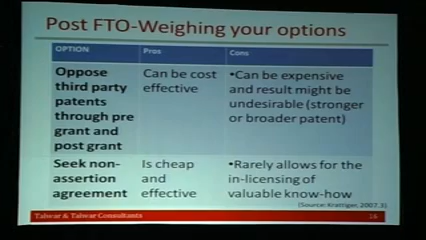 Post FTO-Weighing your options
OPTION Pros Cons
Oppose third party patents through pre grant and post grant
Can be cost effective
•Can be expensive and result might be undesirable (stronger or broader patent)
Seek non-assertion agreement
Is cheap and effective
•Rarely allows for the in-licensing of valuable know-how
(Source: Krattiger, 2007,3)
Talwar & Talwar Consultants 26